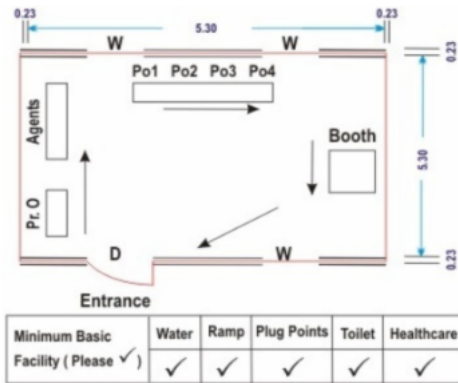 0.23 5.30 0.23
W W
0.23
Po1 Po2 Po3 Po4
Agents
Booth
5.30
Pr. O
D W
0.23
Entrance
Minimum Basic Facility ( Please ✓ ) Water Ramp Plug Points Toilet Healthcare
✓ ✓ ✓ ✓ ✓